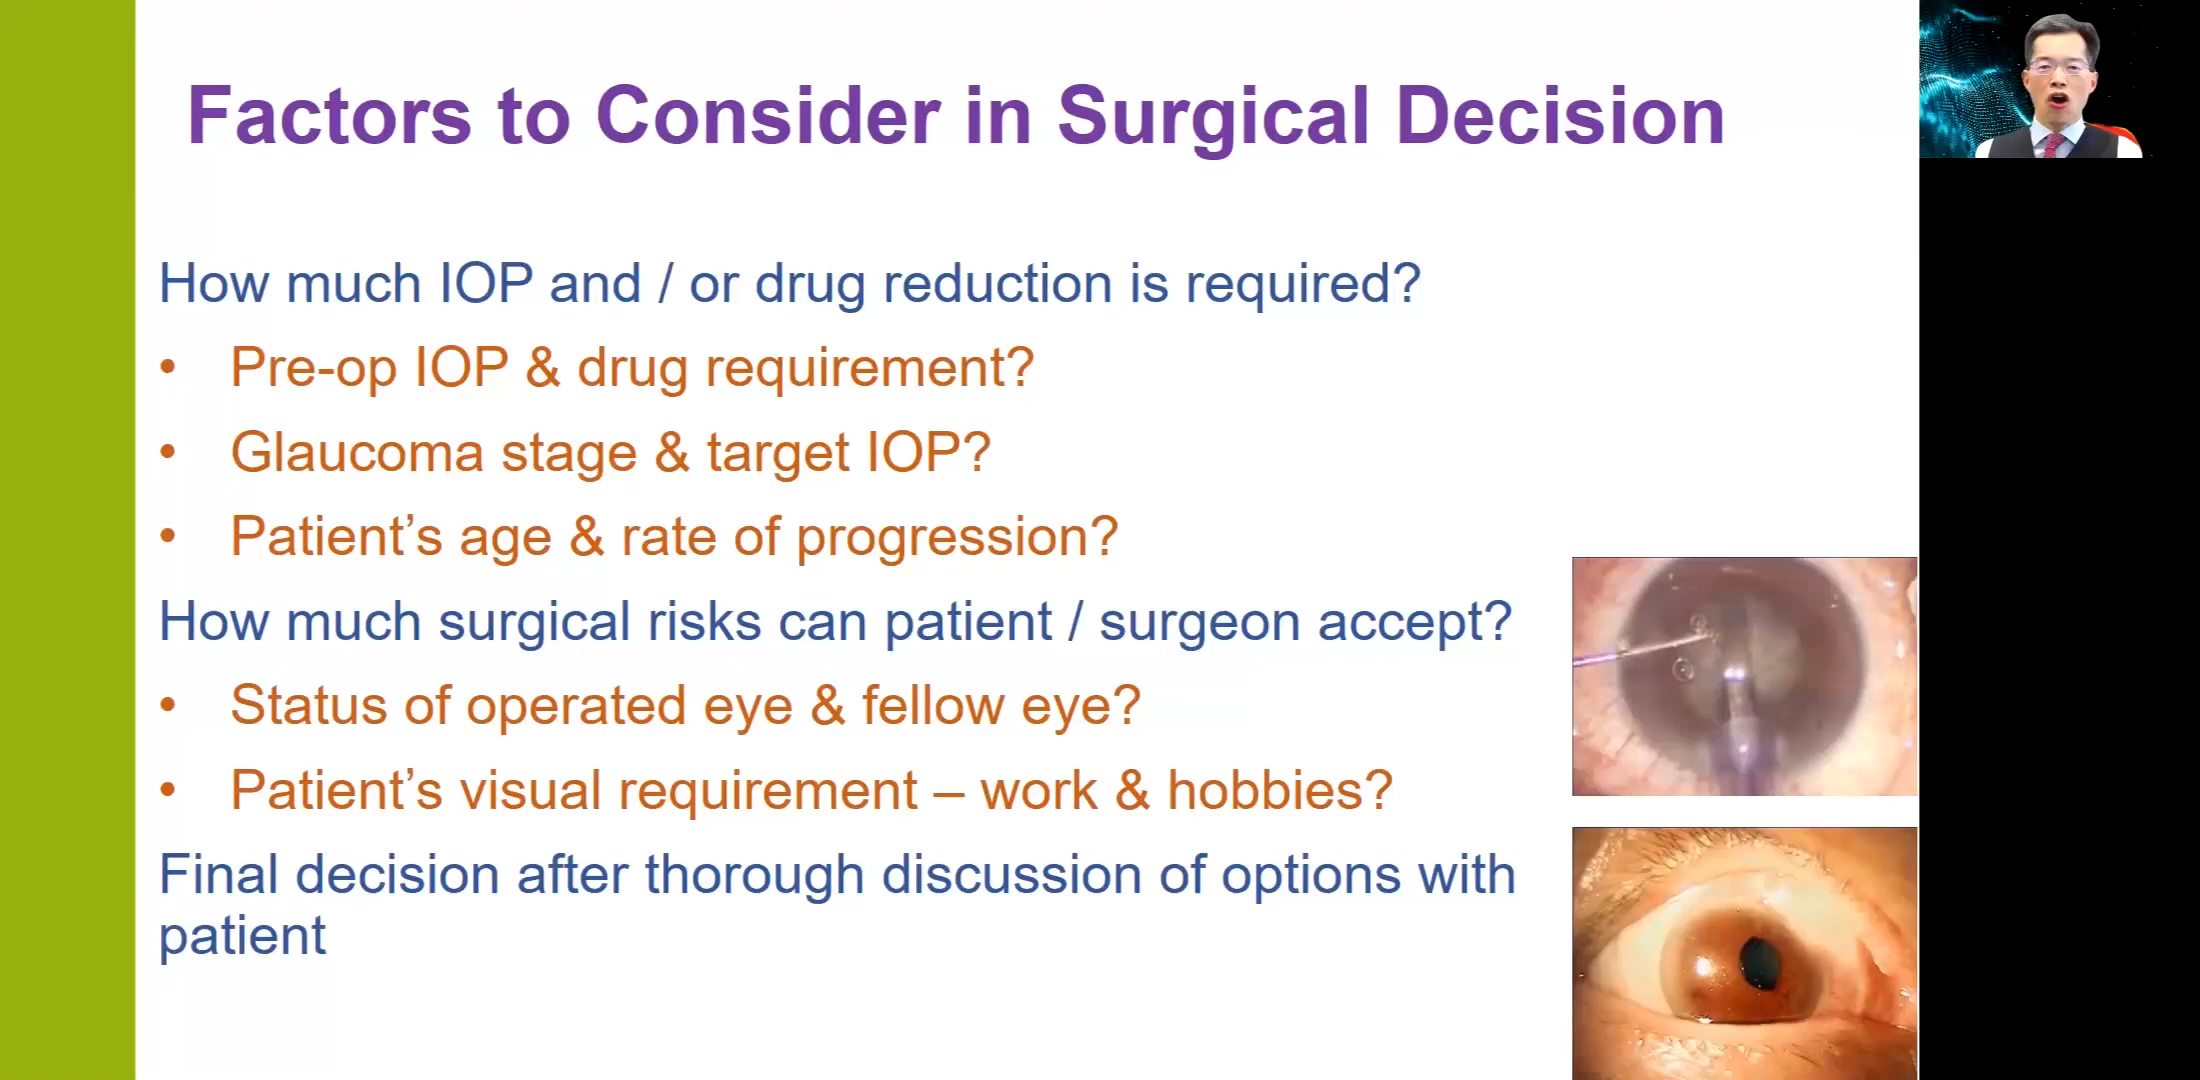 Factors to Consider in Surgical Decision
How much IOP and / or drug reduction is required?
• Pre-op IOP & drug requirement?
• Glaucoma stage & target IOP?
• Patient’s age & rate of progression?
How much surgical risks can patient / surgeon accept?
• Status of operated eye & fellow eye?
• Patient’s visual requirement – work & hobbies?
Final decision after thorough discussion of options with
patient